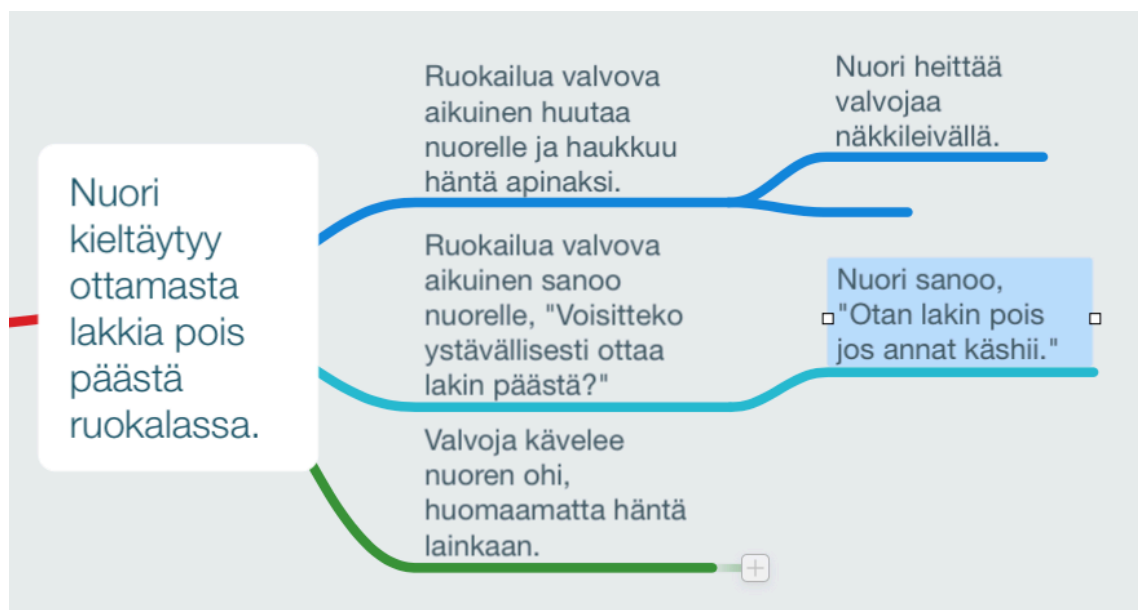 Nuori
kieltäytyy
ottamasta
lakkia pois
päästä
ruokalassa.
Ruokailua valvova
aikuinen huutaa
nuorelle ja haukkuu
häntä apinaksi.
Nuori heittää
valvojaa
näkkileivällä.
Ruokailua valvova
aikuinen sanoo
nuorelle, "Voisitteko
ystävällisesti ottaa
lakin päästä?"
Nuori sanoo,
"Otan lakin pois
jos annat käshii."
Valvoja kävelee
nuoren ohi,
huomaamatta häntä
lainkaan.